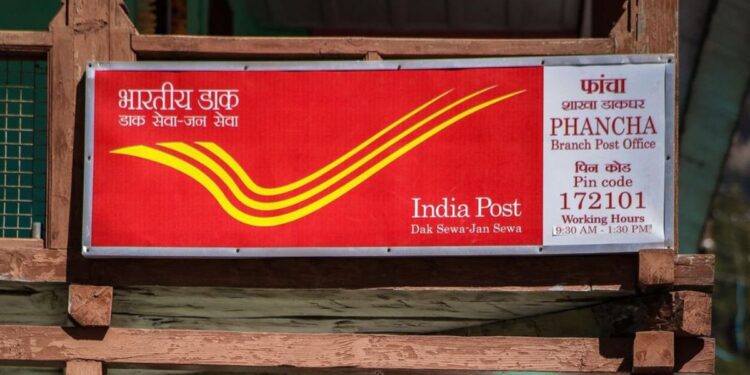 भारतीय डाक
डाक सेवा-जन सेवा
India Post
Dak Sewa-Jan Sewa
फांचा
शाखा डाकघर
PHANCHA
Branch Post Office
पिन कोड
Pin code
172101
Working Hours
9:30 AM - 1:30 PM